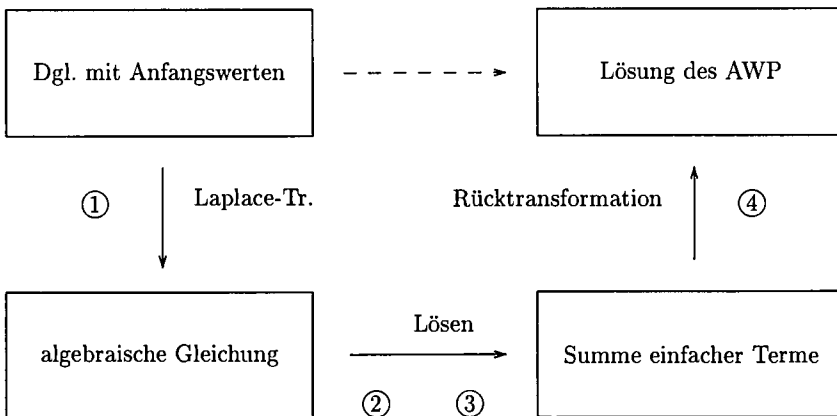 Dgl. mit Anfangswerten
Lösung des AWP
① Laplace-Tr.
Rücktransformation ④
algebraische Gleichung
Lösen
② ③
Summe einfacher Terme